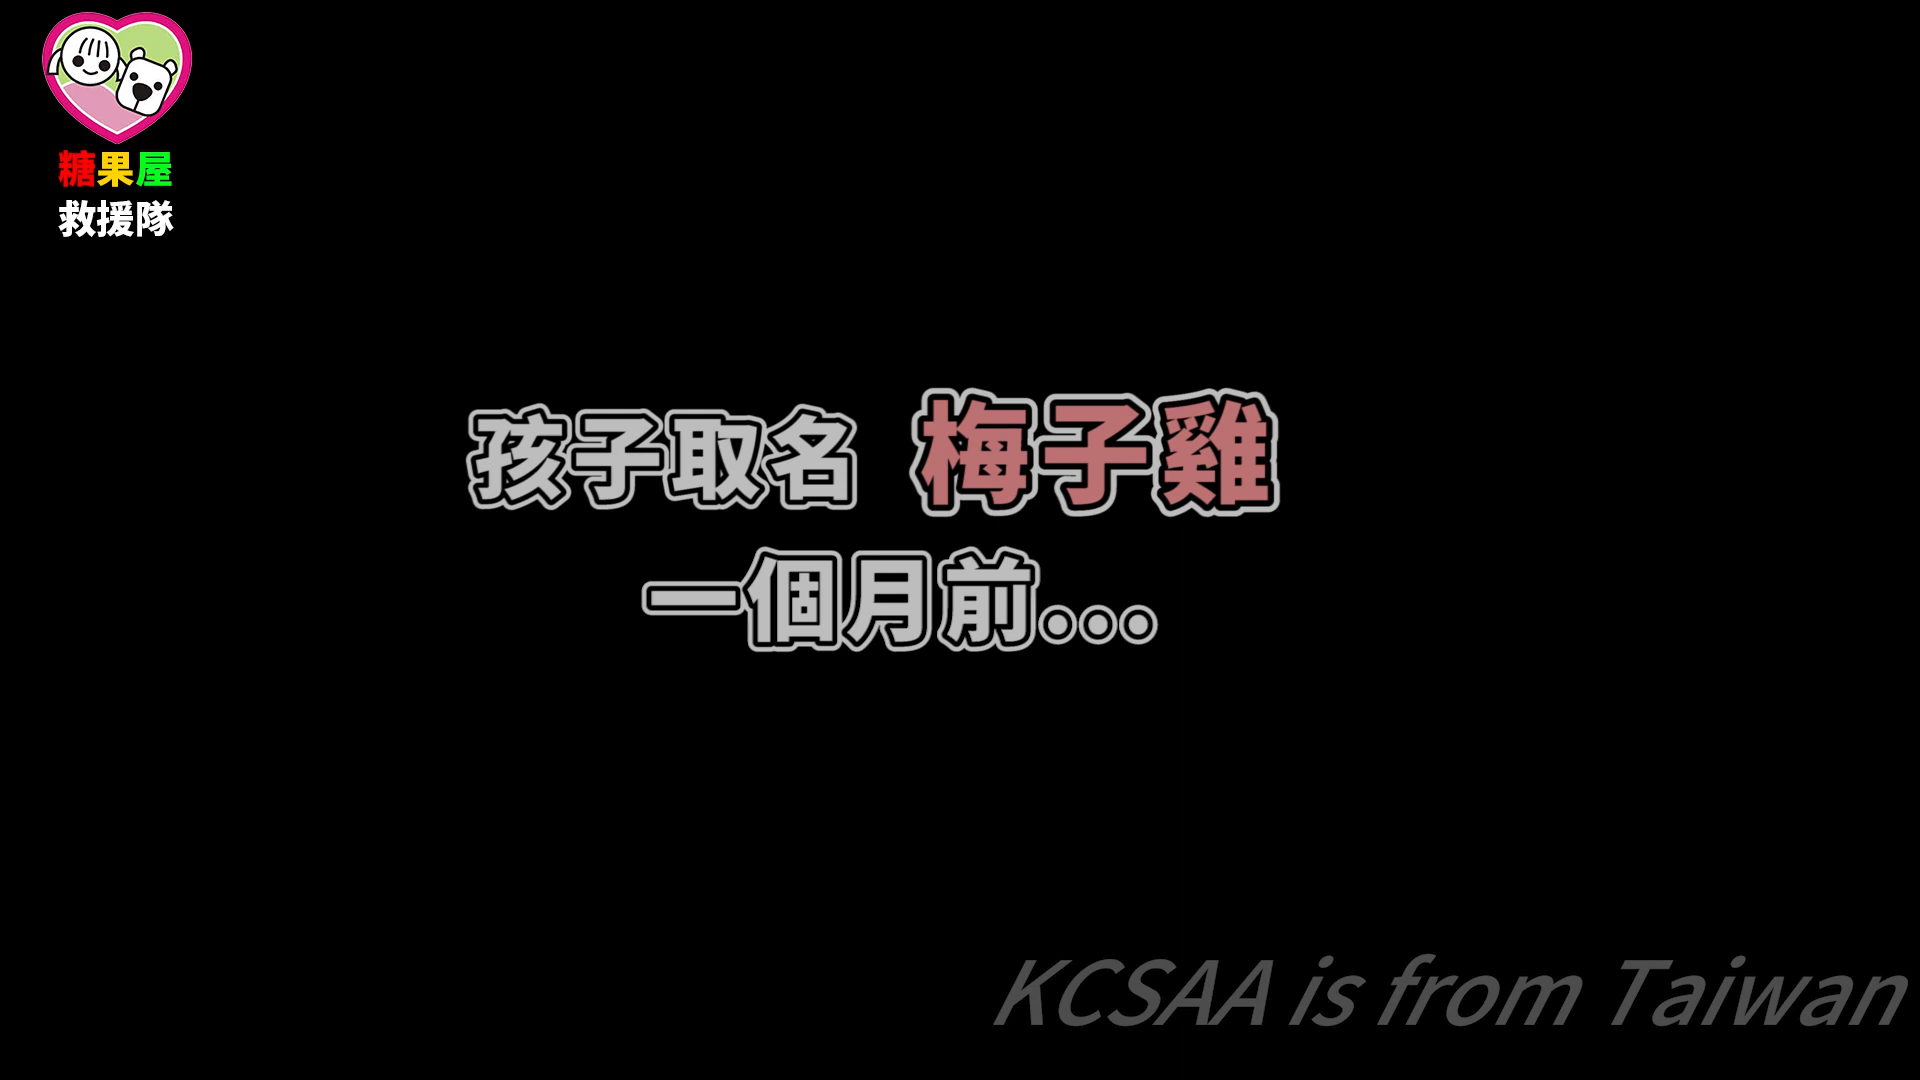 糖果屋
救援隊
孩子取名 梅子雞
一個月前...
KCSAA is from Taiwan